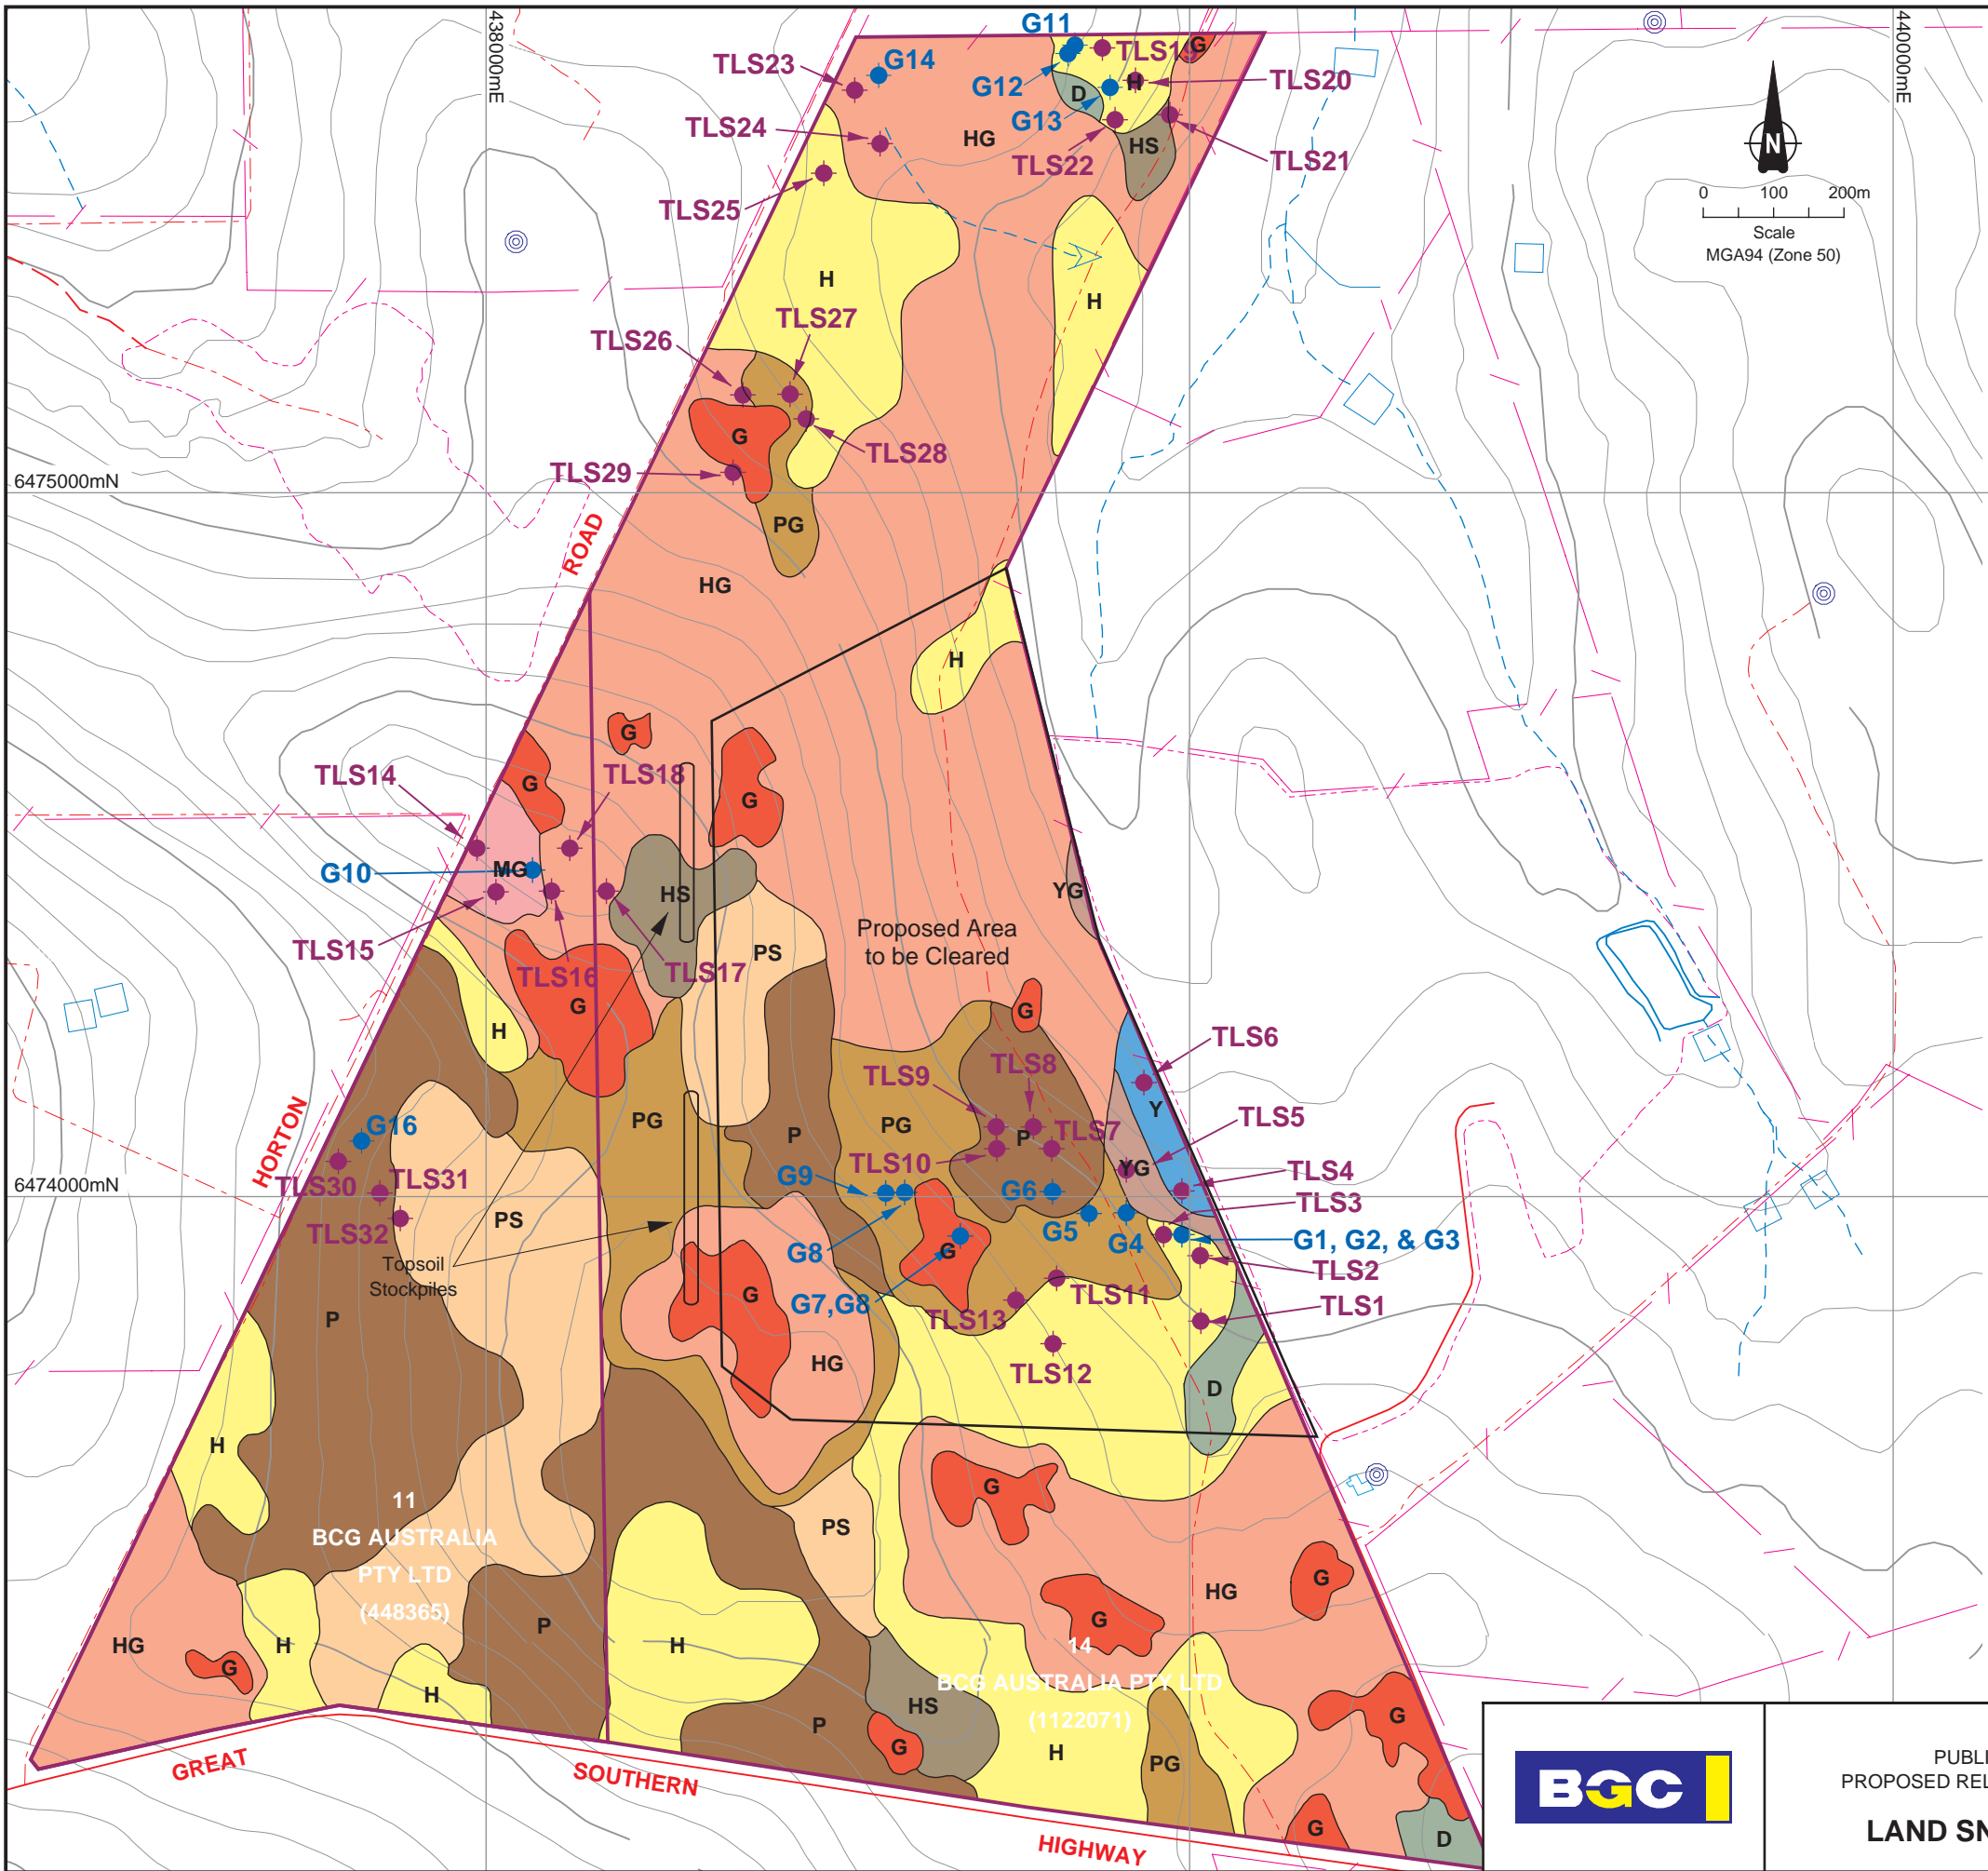 438000mE
440000mE
G11
TLS23
G14
TLS1
G
G12
D
H
TLS20
N
G13
TLS24
HG
HS
TLS22
TLS21
0 100 200m
Scale
MGA94 (Zone 50)
TLS25
H
H
TLS27
TLS26
G
TLS28
TLS29
6475000mN
PG
ROAD
HG
H
G
TLS14
G
TLS18
G
G10
MG
HS
YG
TLS15
TLS16
TLS17
PS
Proposed Area
to be Cleared
G
G
H
TLS6
TLS9
TLS8
HORTON
G16
PG
P
PG
P
TLS7
Y
TLS5
TLS10
YG
TLS4
6474000mN
TLS30
TLS31
G9
G6
TLS3
TLS32
PS
G8
G
G5
G4
G1, G2, & G3
Topsoil
Stockpiles
TLS2
P
G
G7,G8
TLS13
TLS11
TLS1
HG
TLS12
D
H
G
11
BCG AUSTRALIA
PTY LTD
(448365)
PS
G
HG
G
HG
H
P
H
14
BCG AUSTRALIA PTY LTD
(1122071)
G
H
HS
G
P
G
H
PG
G
D
GREAT
SOUTHERN
HIGHWAY
BGC
PUBLI
PROPOSED REL
LAND SN